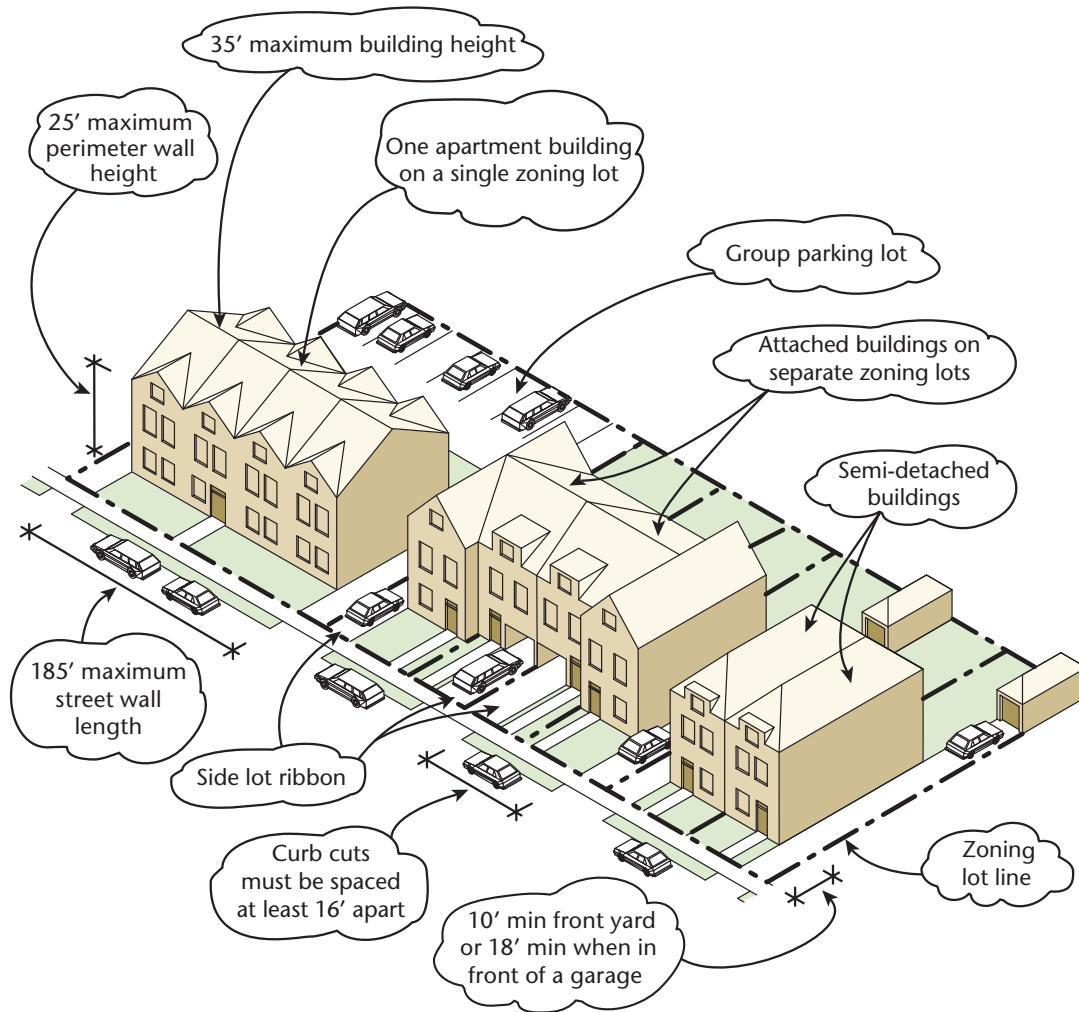 35′ maximum building height
25′ maximum
perimeter wall
height
One apartment building
on a single zoning lot
Group parking lot
Attached buildings on
separate zoning lots
Semi-detached
buildings
185′ maximum
street wall
length
Side lot ribbon
Curb cuts
must be spaced
at least 16′ apart
10′ min front yard
or 18′ min when in
front of a garage
Zoning
lot line